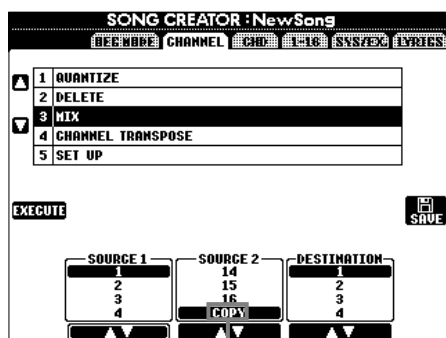 SONG CREATOR : NewSong
REC MODE CHANNEL CHD 1-16 SYS/EX. LYRICS
1 QUANTIZE
2 DELETE
3 MIX
4 CHANNEL TRANSPOSE
5 SET UP
EXECUTE
SAVE
SOURCE 1 SOURCE 2 DESTINATION
1 14 1
2 15 2
3 16 3
4 COPY 4